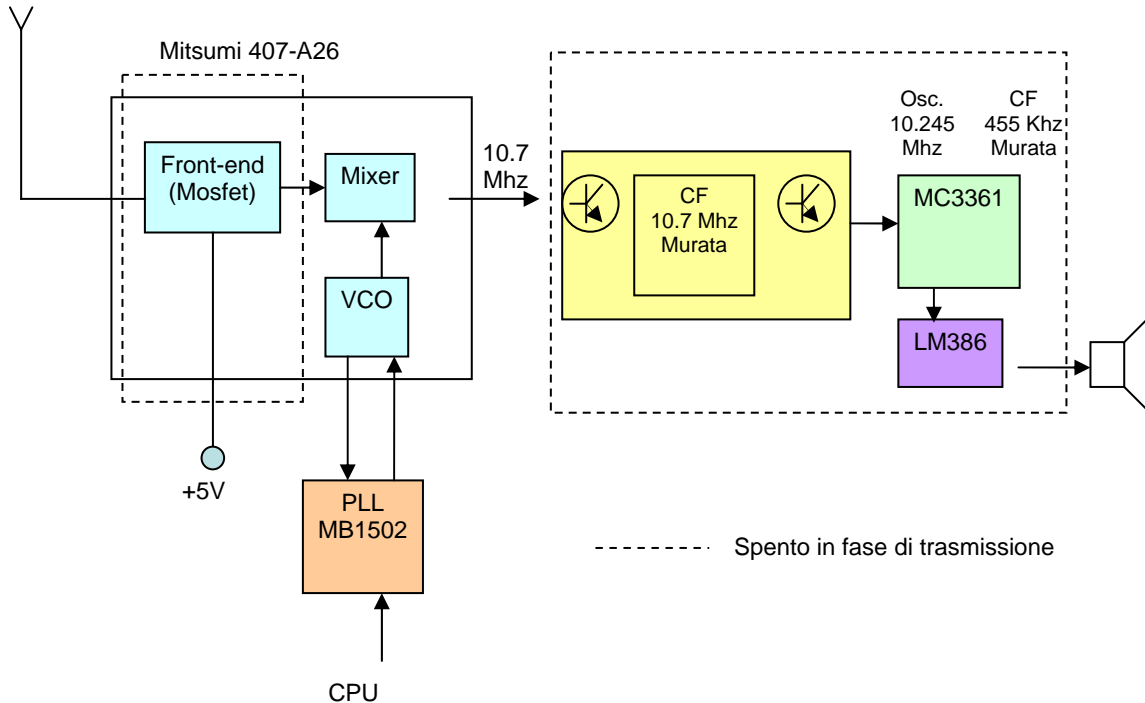 Mitsumi 407-A26
Front-end
(Mosfet)
Mixer
VCO
10.7
Mhz
+5V
PLL
MB1502
CPU
CF
10.7 Mhz
Murata
Osc.
10.245
Mhz
CF
455 Khz
Murata
MC3361
LM386
Spento in fase di trasmissione